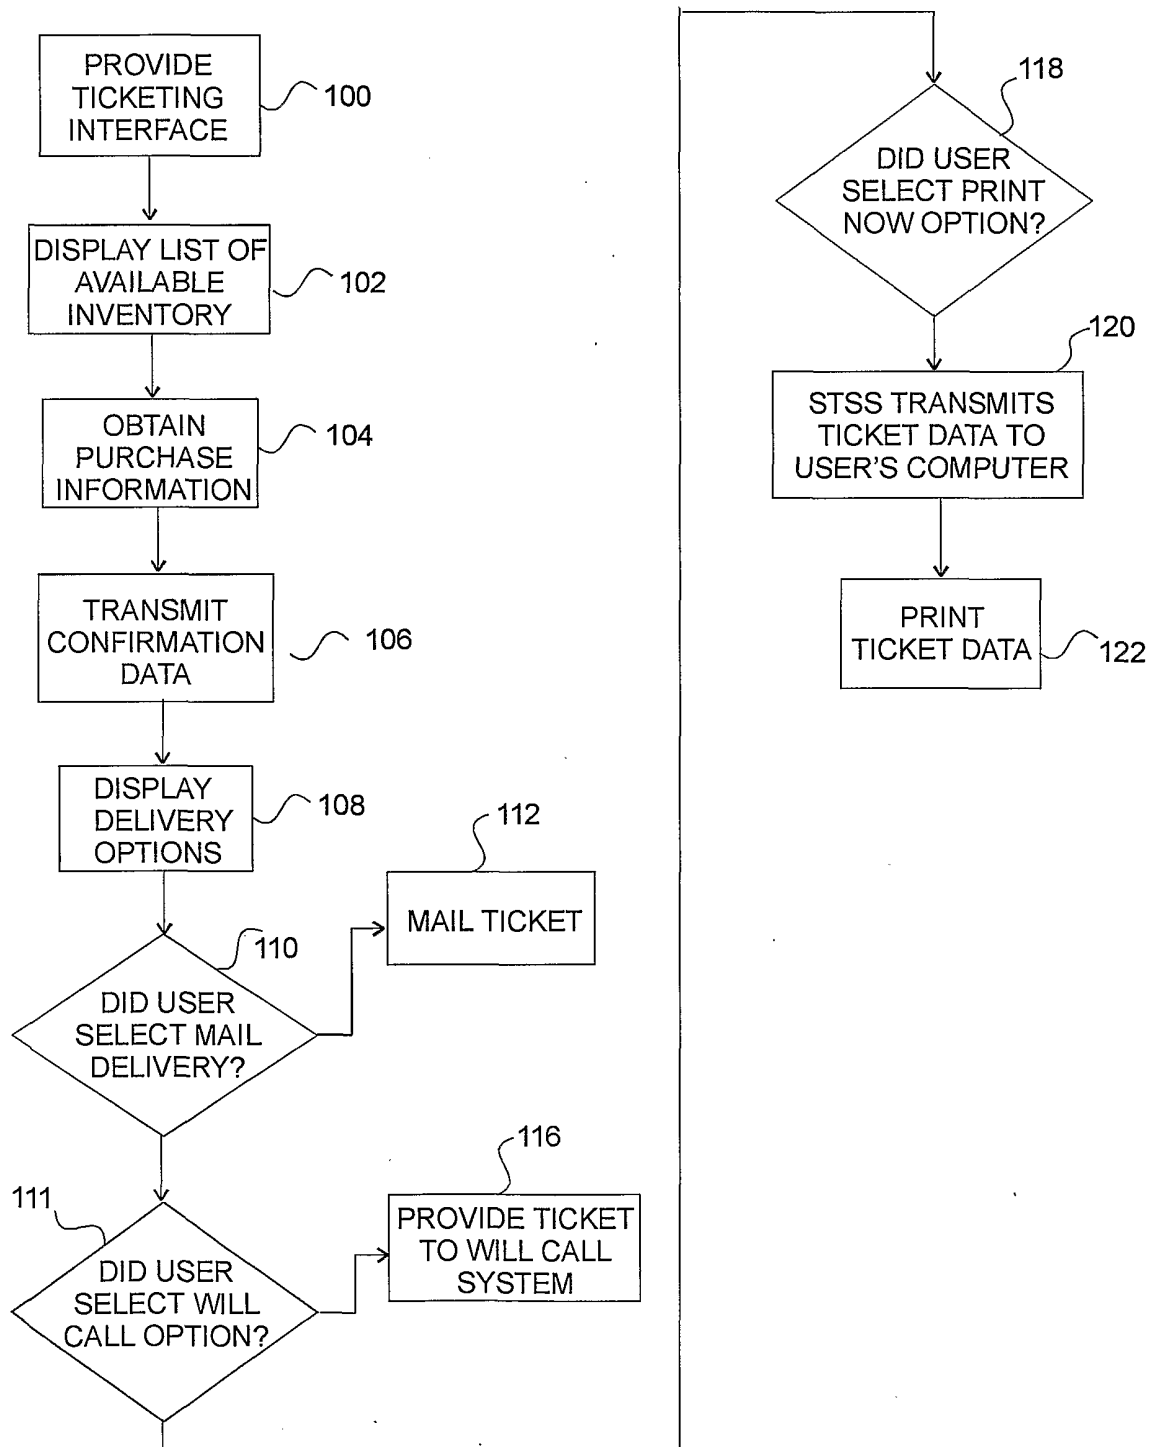 PROVIDE
TICKETING
INTERFACE
100
DISPLAY LIST OF
AVAILABLE
INVENTORY
102
OBTAIN
PURCHASE
INFORMATION
104
TRANSMIT
CONFIRMATION
DATA
106
DISPLAY
DELIVERY
OPTIONS
108
110
DID USER
SELECT MAIL
DELIVERY?
112
MAIL TICKET
111
DID USER
SELECT WILL
CALL OPTION?
116
PROVIDE TICKET
TO WILL CALL
SYSTEM
118
DID USER
SELECT PRINT
NOW OPTION?
120
STSS TRANSMITS
TICKET DATA TO
USER'S COMPUTER
PRINT
TICKET DATA
122